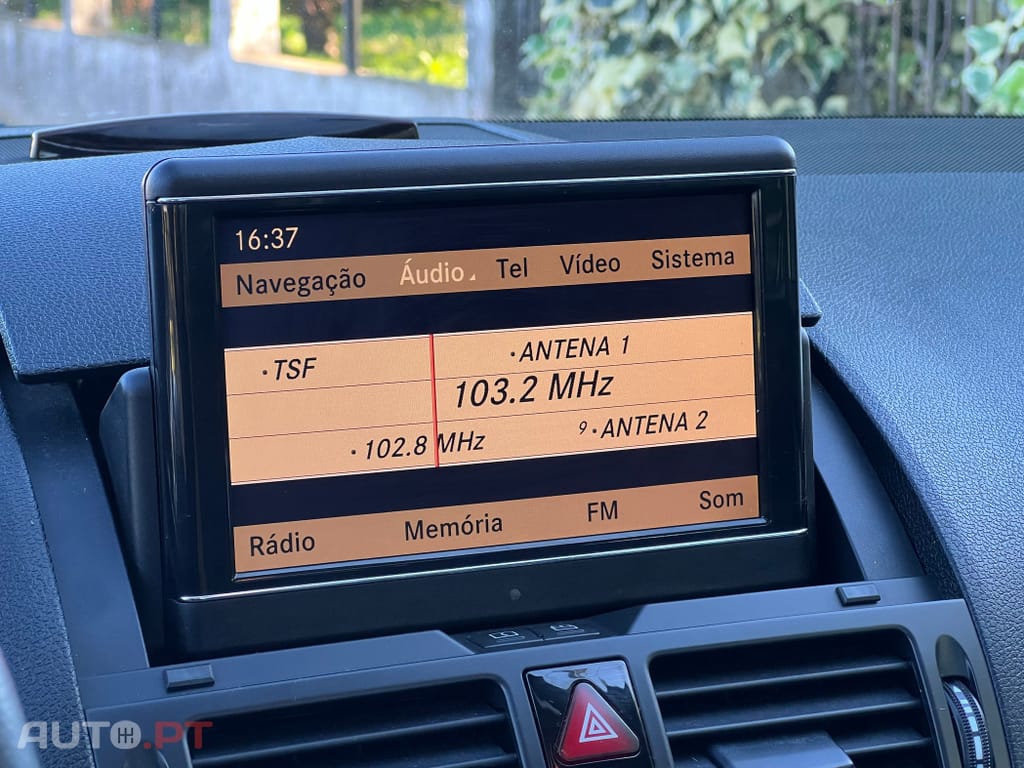 16:37
Navegação Áudio Tel Vídeo Sistema
TSF ANTENA 1
103.2 MHz
102.8 MHz 9 ANTENA 2
Rádio Memória FM Som
AUTO.PT